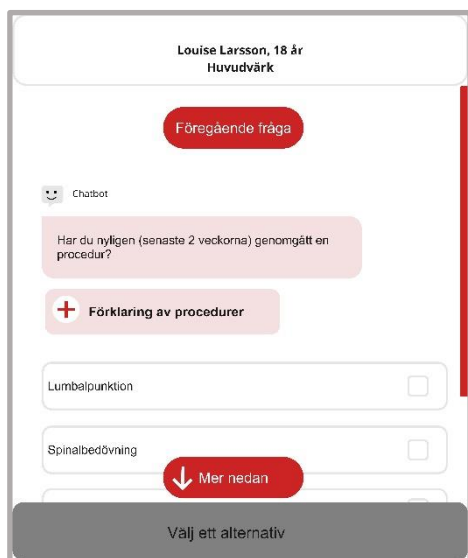 Louise Larsson, 18 år
Huvudvärk
Föregående fråga
Chatbot
Har du nyligen (senaste 2 veckorna) genomgått en
procedur?
Förklaring av procedurer
Lumbalpunktion
Spinalbedövning
Mer nedan
Välj ett alternativ